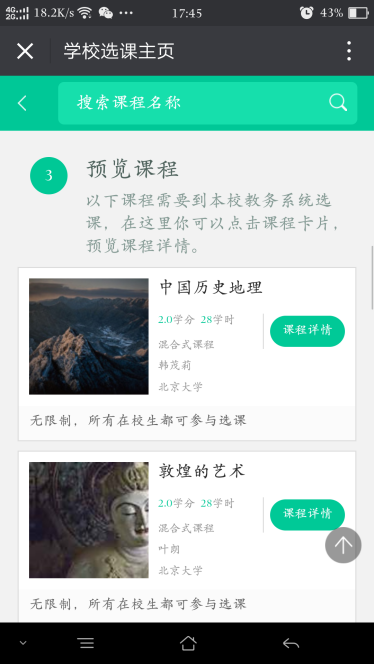 4G 2G 18.2K/s ••• 17:45 43%
学校选课主页
搜索课程名称
3 预览课程
以下课程需要到本校教务系统选
课，在这里你可以点击课程卡片，
预览课程详情。
中国历史地理
2.0学分 28学时
课程详情
混合式课程
韩茂莉
北京大学
无限制，所有在校生都可参与选课
敦煌的艺术
2.0学分 28学时
课程详情
混合式课程
叶朗
北京大学
无限制，所有在校生都可参与选课